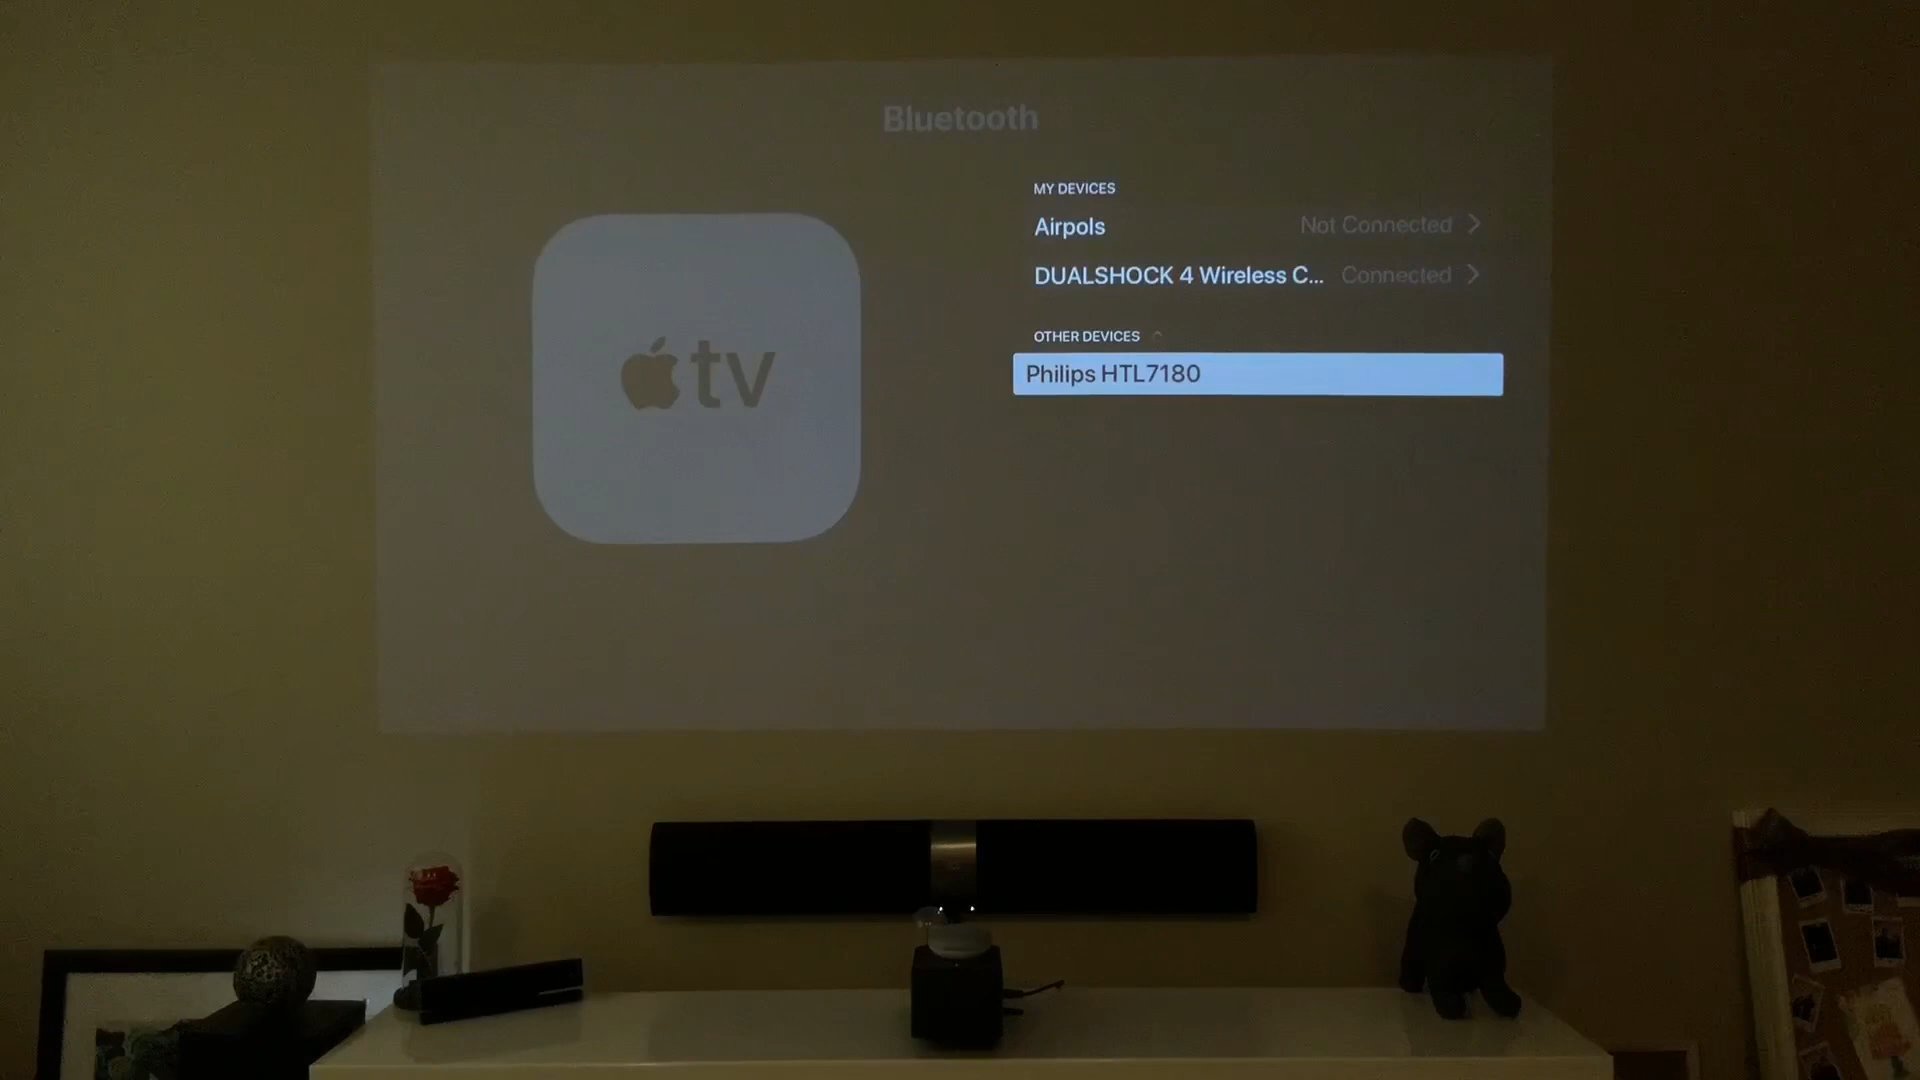 Bluetooth
MY DEVICES
Airpols Not Connected
DUALSHOCK 4 Wireless C... Connected
OTHER DEVICES
Philips HTL7180
tv